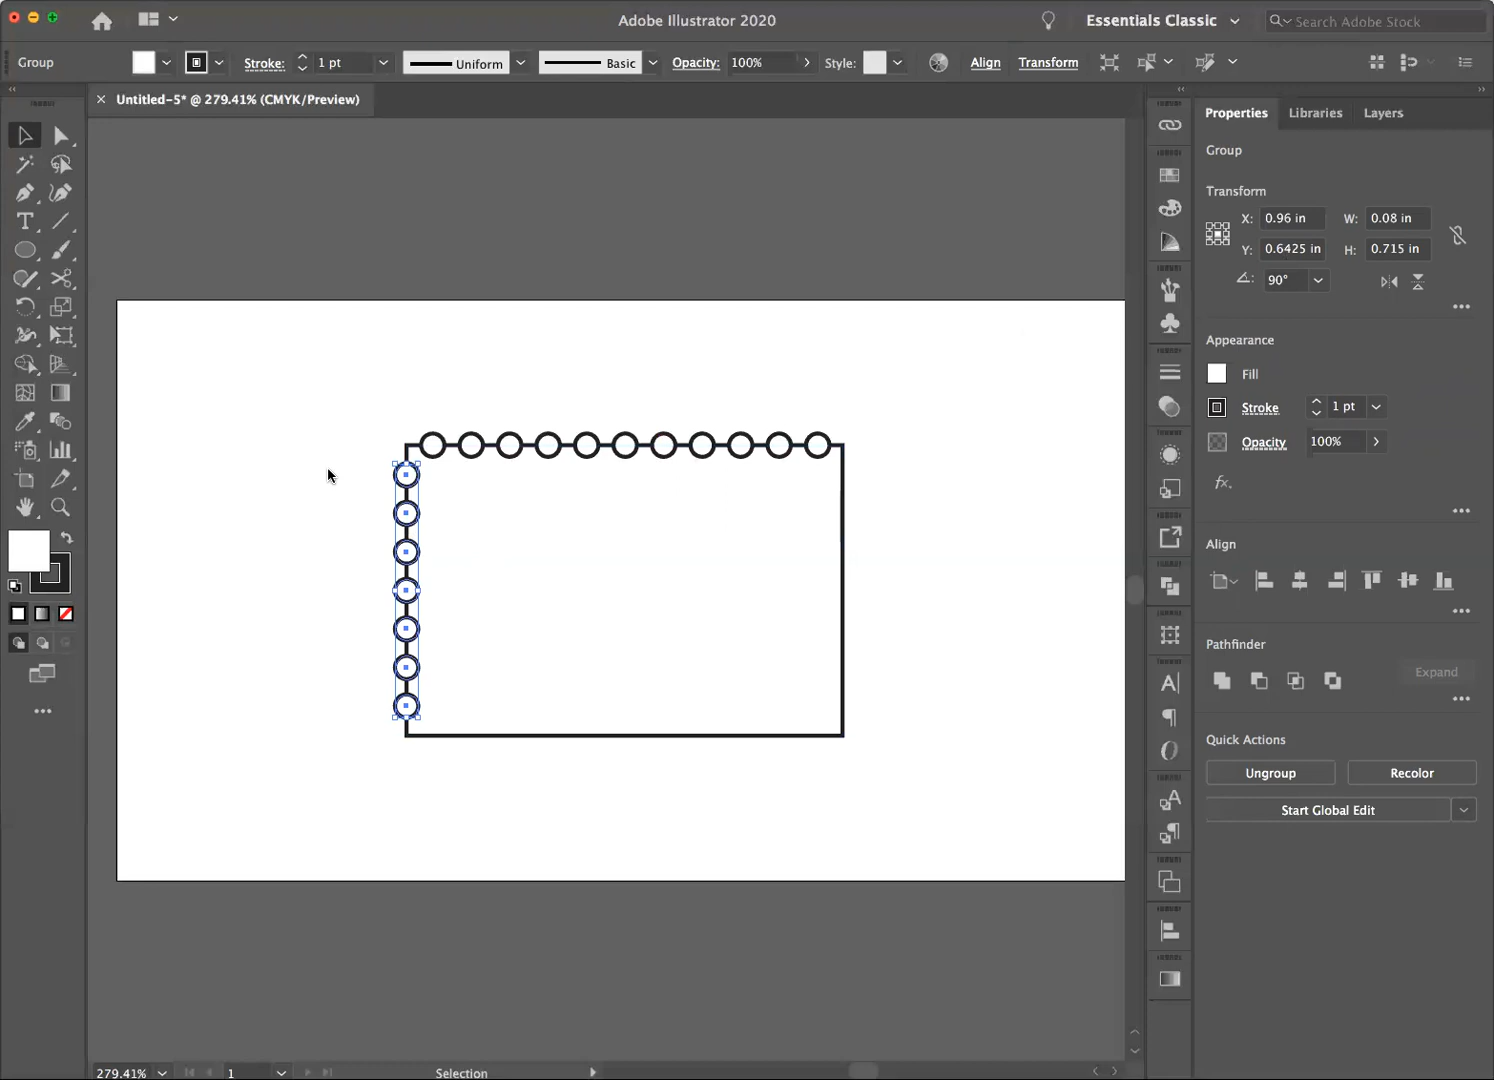 Adobe Illustrator 2020
Essentials Classic
Search Adobe Stock
Group
Stroke:
1 pt
Uniform
Basic
Opacity:
100%
Style:
Align
Transform
Untitled-5* @ 279.41% (CMYK/Preview)
Properties
Libraries
Layers
Group
Transform
X:
0.96 in
W:
0.08 in
Y:
0.6425 in
H:
0.715 in
90°
Appearance
Fill
Stroke
1 pt
Opacity
100%
fx.
Align
Pathfinder
Expand
Quick Actions
Ungroup
Recolor
Start Global Edit
279.41%
1
Selection